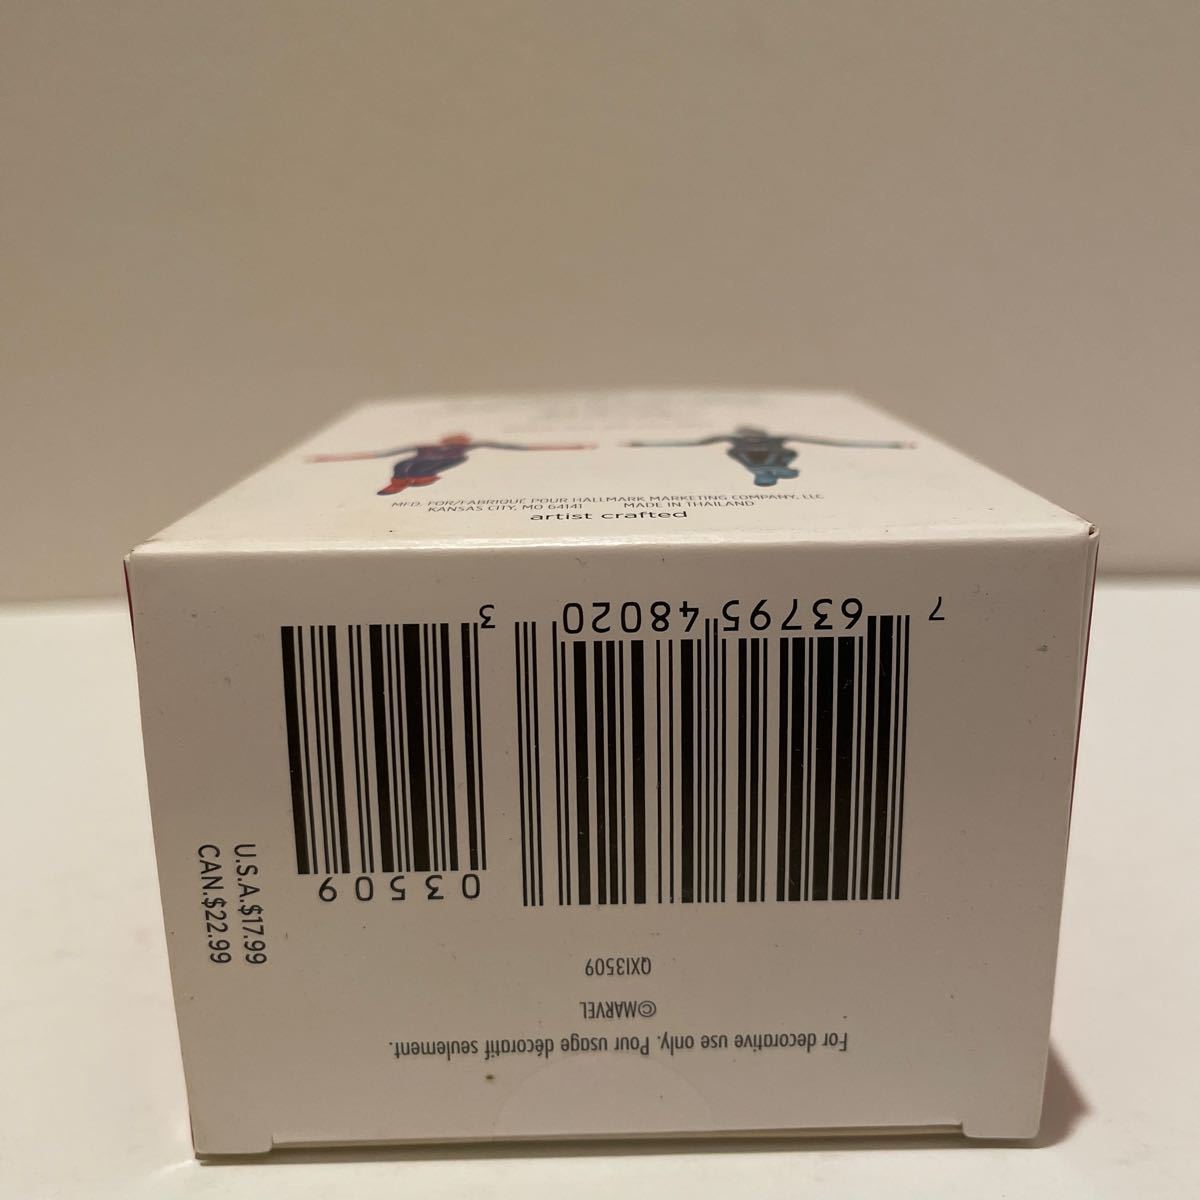 MFD. FOR/FABRIQUÉ POUR HALLMARK MARKETING COMPANY, LLC
KANSAS CITY, MO 64141 MADE IN THAILAND
artist crafted
For decorative use only. Pour usage décoratif seulement.
©MARVEL
QXI3509
7 63795 48020 3
03509
U.S.A.$17.99
CAN.$22.99